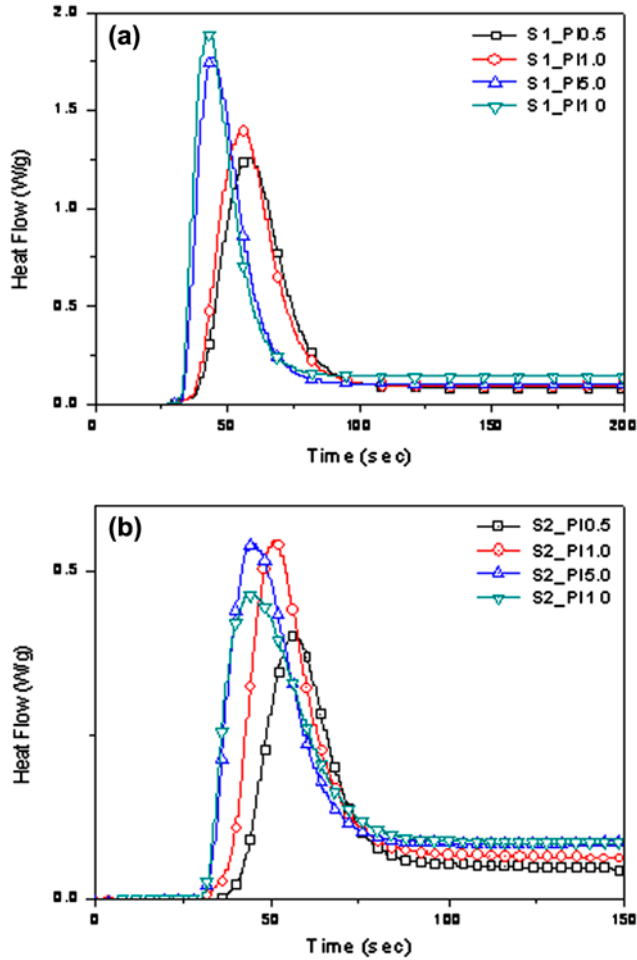 (a)
S1_PI0.5
S1_PI1.0
S1_PI5.0
S1_PI10
2.0
1.5
1.0
0.5
0.0
Heat Flow (W/g)
0
50
100
150
200
Time (sec)
(b)
S2_PI0.5
S2_PI1.0
S2_PI5.0
S2_PI10
0.5
0.0
Heat Flow (W/g)
0
50
100
150
Time (sec)